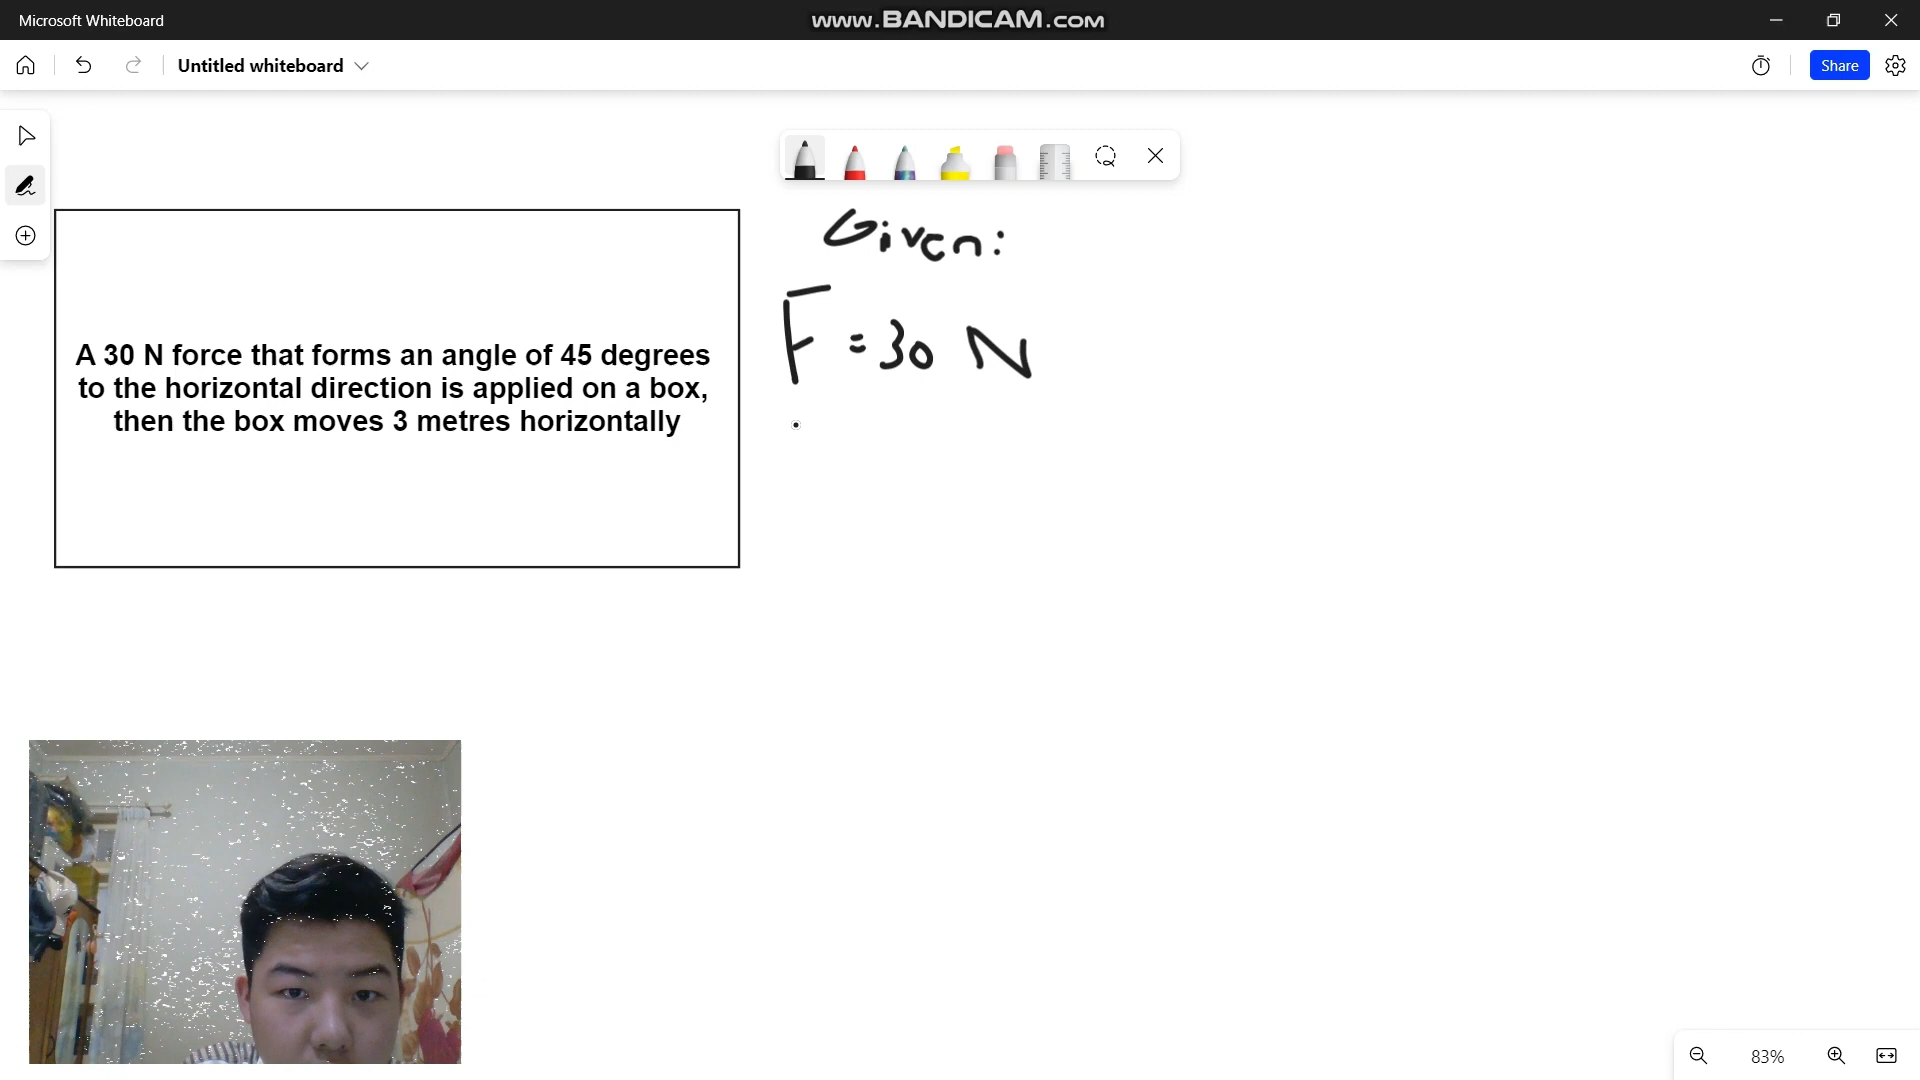 Microsoft Whiteboard
www.BANDICAM.com
Untitled whiteboard
Share
Given:
F = 30 N
A 30 N force that forms an angle of 45 degrees
to the horizontal direction is applied on a box,
then the box moves 3 metres horizontally
83%